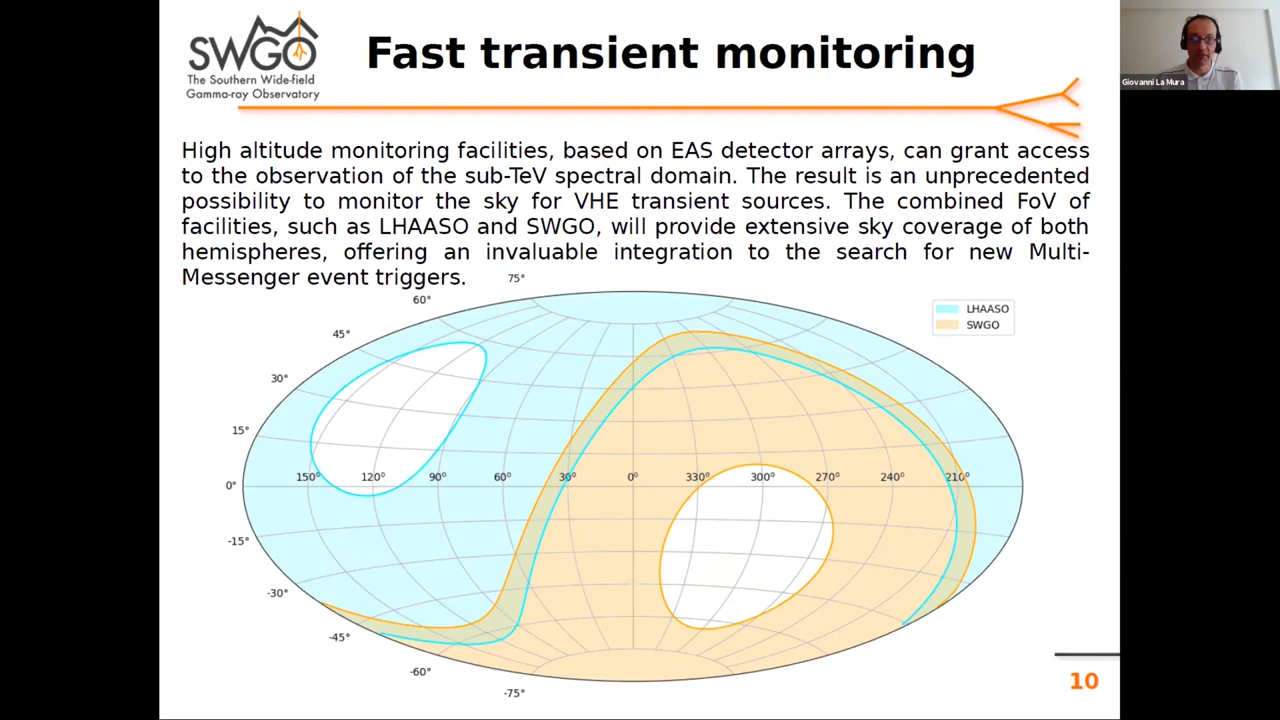 SWGO
The Southern Wide-field
Gamma-ray Observatory
Fast transient monitoring
Giovanni La Mura
High altitude monitoring facilities, based on EAS detector arrays, can grant access
to the observation of the sub-TeV spectral domain. The result is an unprecedented
possibility to monitor the sky for VHE transient sources. The combined FoV of
facilities, such as LHAASO and SWGO, will provide extensive sky coverage of both
hemispheres, offering an invaluable integration to the search for new Multi-
Messenger event triggers.
75°
60°
45°
30°
15°
0°
-15°
-30°
-45°
-60°
-75°
150° 120° 90° 60° 30° 0° 330° 300° 270° 240° 210°
LHAASO
SWGO
10